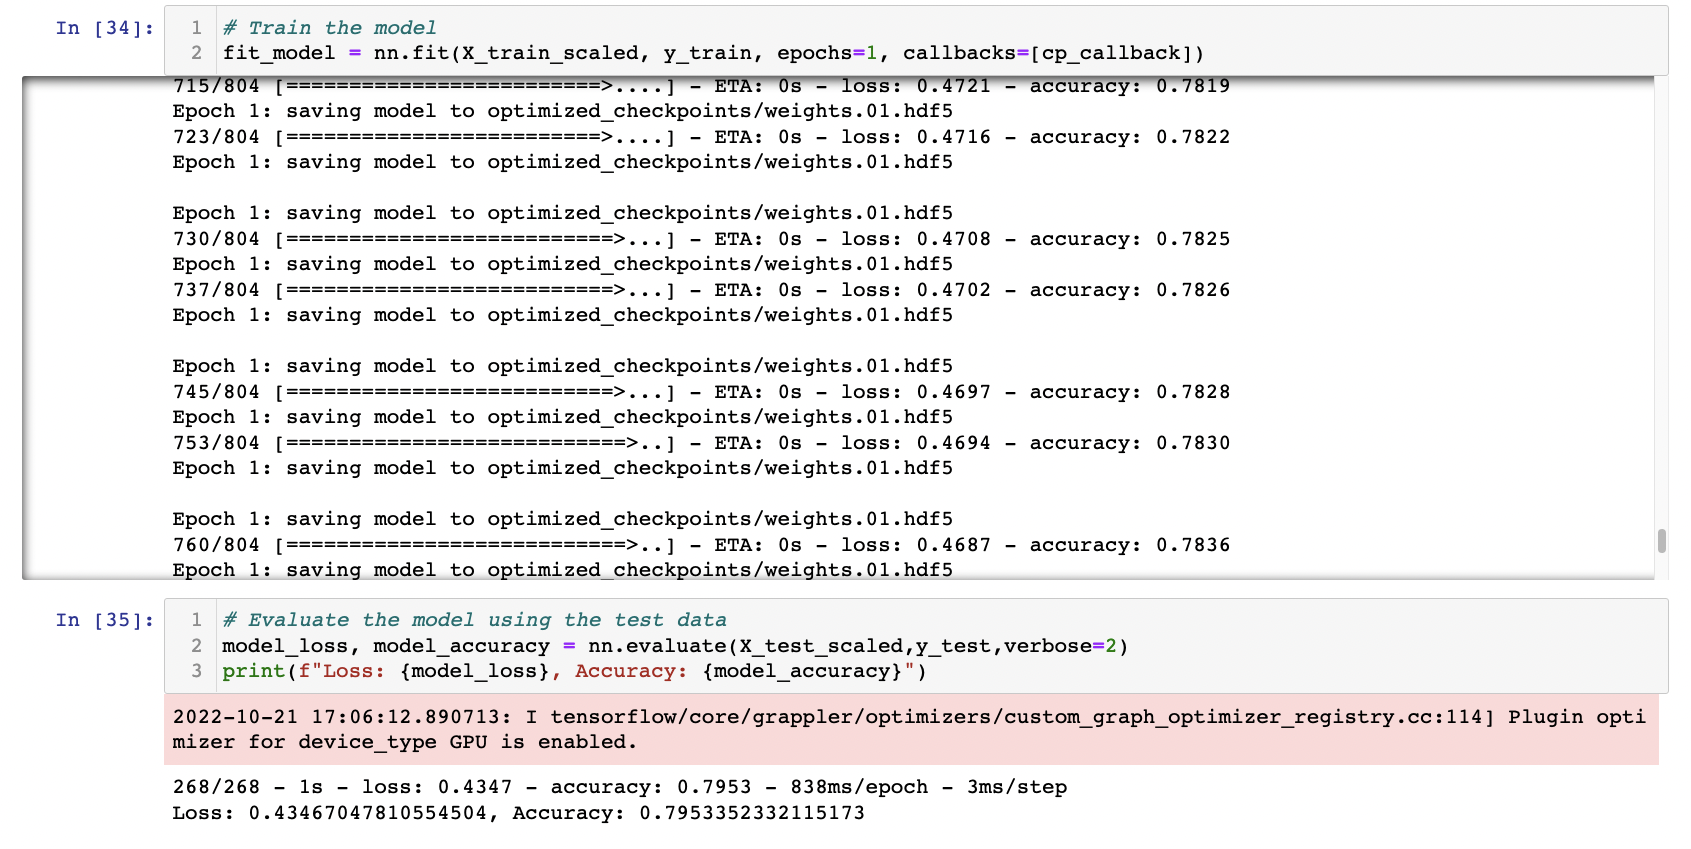 In [34]:
1 # Train the model
2 fit_model = nn.fit(X_train_scaled, y_train, epochs=1, callbacks=[cp_callback])
715/804 [=========================>....] - ETA: 0s - loss: 0.4721 - accuracy: 0.7819
Epoch 1: saving model to optimized_checkpoints/weights.01.hdf5
723/804 [=========================>....] - ETA: 0s - loss: 0.4716 - accuracy: 0.7822
Epoch 1: saving model to optimized_checkpoints/weights.01.hdf5
Epoch 1: saving model to optimized_checkpoints/weights.01.hdf5
730/804 [==========================>...] - ETA: 0s - loss: 0.4708 - accuracy: 0.7825
Epoch 1: saving model to optimized_checkpoints/weights.01.hdf5
737/804 [==========================>...] - ETA: 0s - loss: 0.4702 - accuracy: 0.7826
Epoch 1: saving model to optimized_checkpoints/weights.01.hdf5
Epoch 1: saving model to optimized_checkpoints/weights.01.hdf5
745/804 [==========================>...] - ETA: 0s - loss: 0.4697 - accuracy: 0.7828
Epoch 1: saving model to optimized_checkpoints/weights.01.hdf5
753/804 [===========================>..] - ETA: 0s - loss: 0.4694 - accuracy: 0.7830
Epoch 1: saving model to optimized_checkpoints/weights.01.hdf5
Epoch 1: saving model to optimized_checkpoints/weights.01.hdf5
760/804 [===========================>..] - ETA: 0s - loss: 0.4687 - accuracy: 0.7836
Epoch 1: saving model to optimized_checkpoints/weights.01.hdf5
In [35]:
1 # Evaluate the model using the test data
2 model_loss, model_accuracy = nn.evaluate(X_test_scaled,y_test,verbose=2)
3 print(f"Loss: {model_loss}, Accuracy: {model_accuracy}")
2022-10-21 17:06:12.890713: I tensorflow/core/grappler/optimizers/custom_graph_optimizer_registry.cc:114] Plugin opti
mizer for device_type GPU is enabled.
268/268 - 1s - loss: 0.4347 - accuracy: 0.7953 - 838ms/epoch - 3ms/step
Loss: 0.43467047810554504, Accuracy: 0.7953352332115173